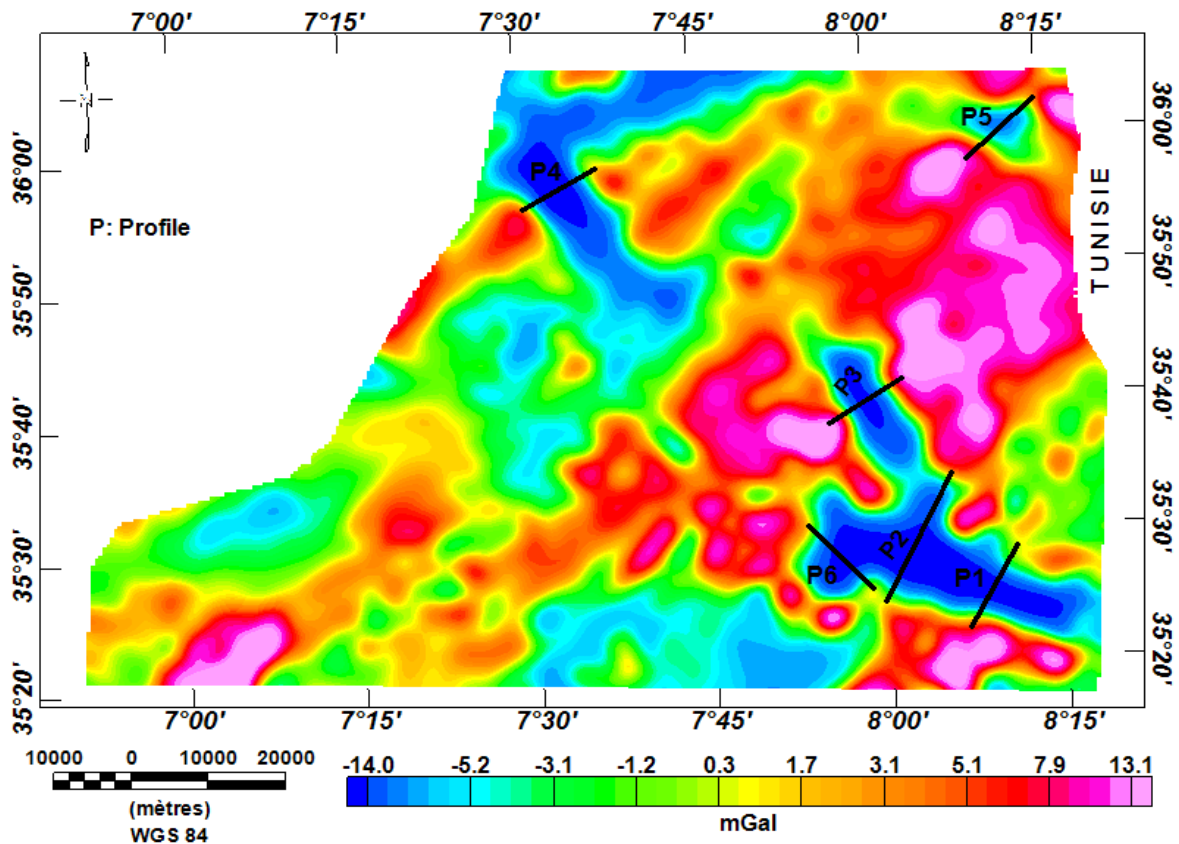 7°00' 7°15' 7°30' 7°45' 8°00' 8°15'
36°00'
35°50'
35°40'
35°30'
35°20'
P: Profile
P5
P4
P3
P2
P1
P6
TUNISIE
36°00'
35°50'
35°40'
35°30'
35°20'
7°00' 7°15' 7°30' 7°45' 8°00' 8°15'
10000 0 10000 20000
(mètres)
WGS 84
-14.0 -5.2 -3.1 -1.2 0.3 1.7 3.1 5.1 7.9 13.1
mGal